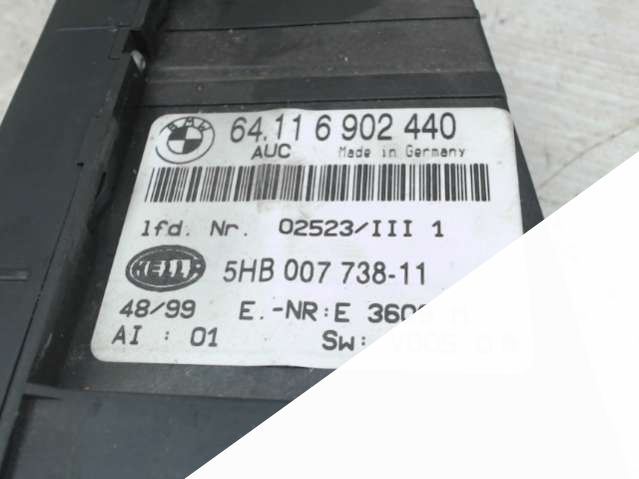 BMW 64.11 6 902 440
AUC Made in Germany
lfd. Nr. 02523/III 1
HELLA 5HB 007 738-11
48/99 E.-NR:E
AI : 01 Sw: